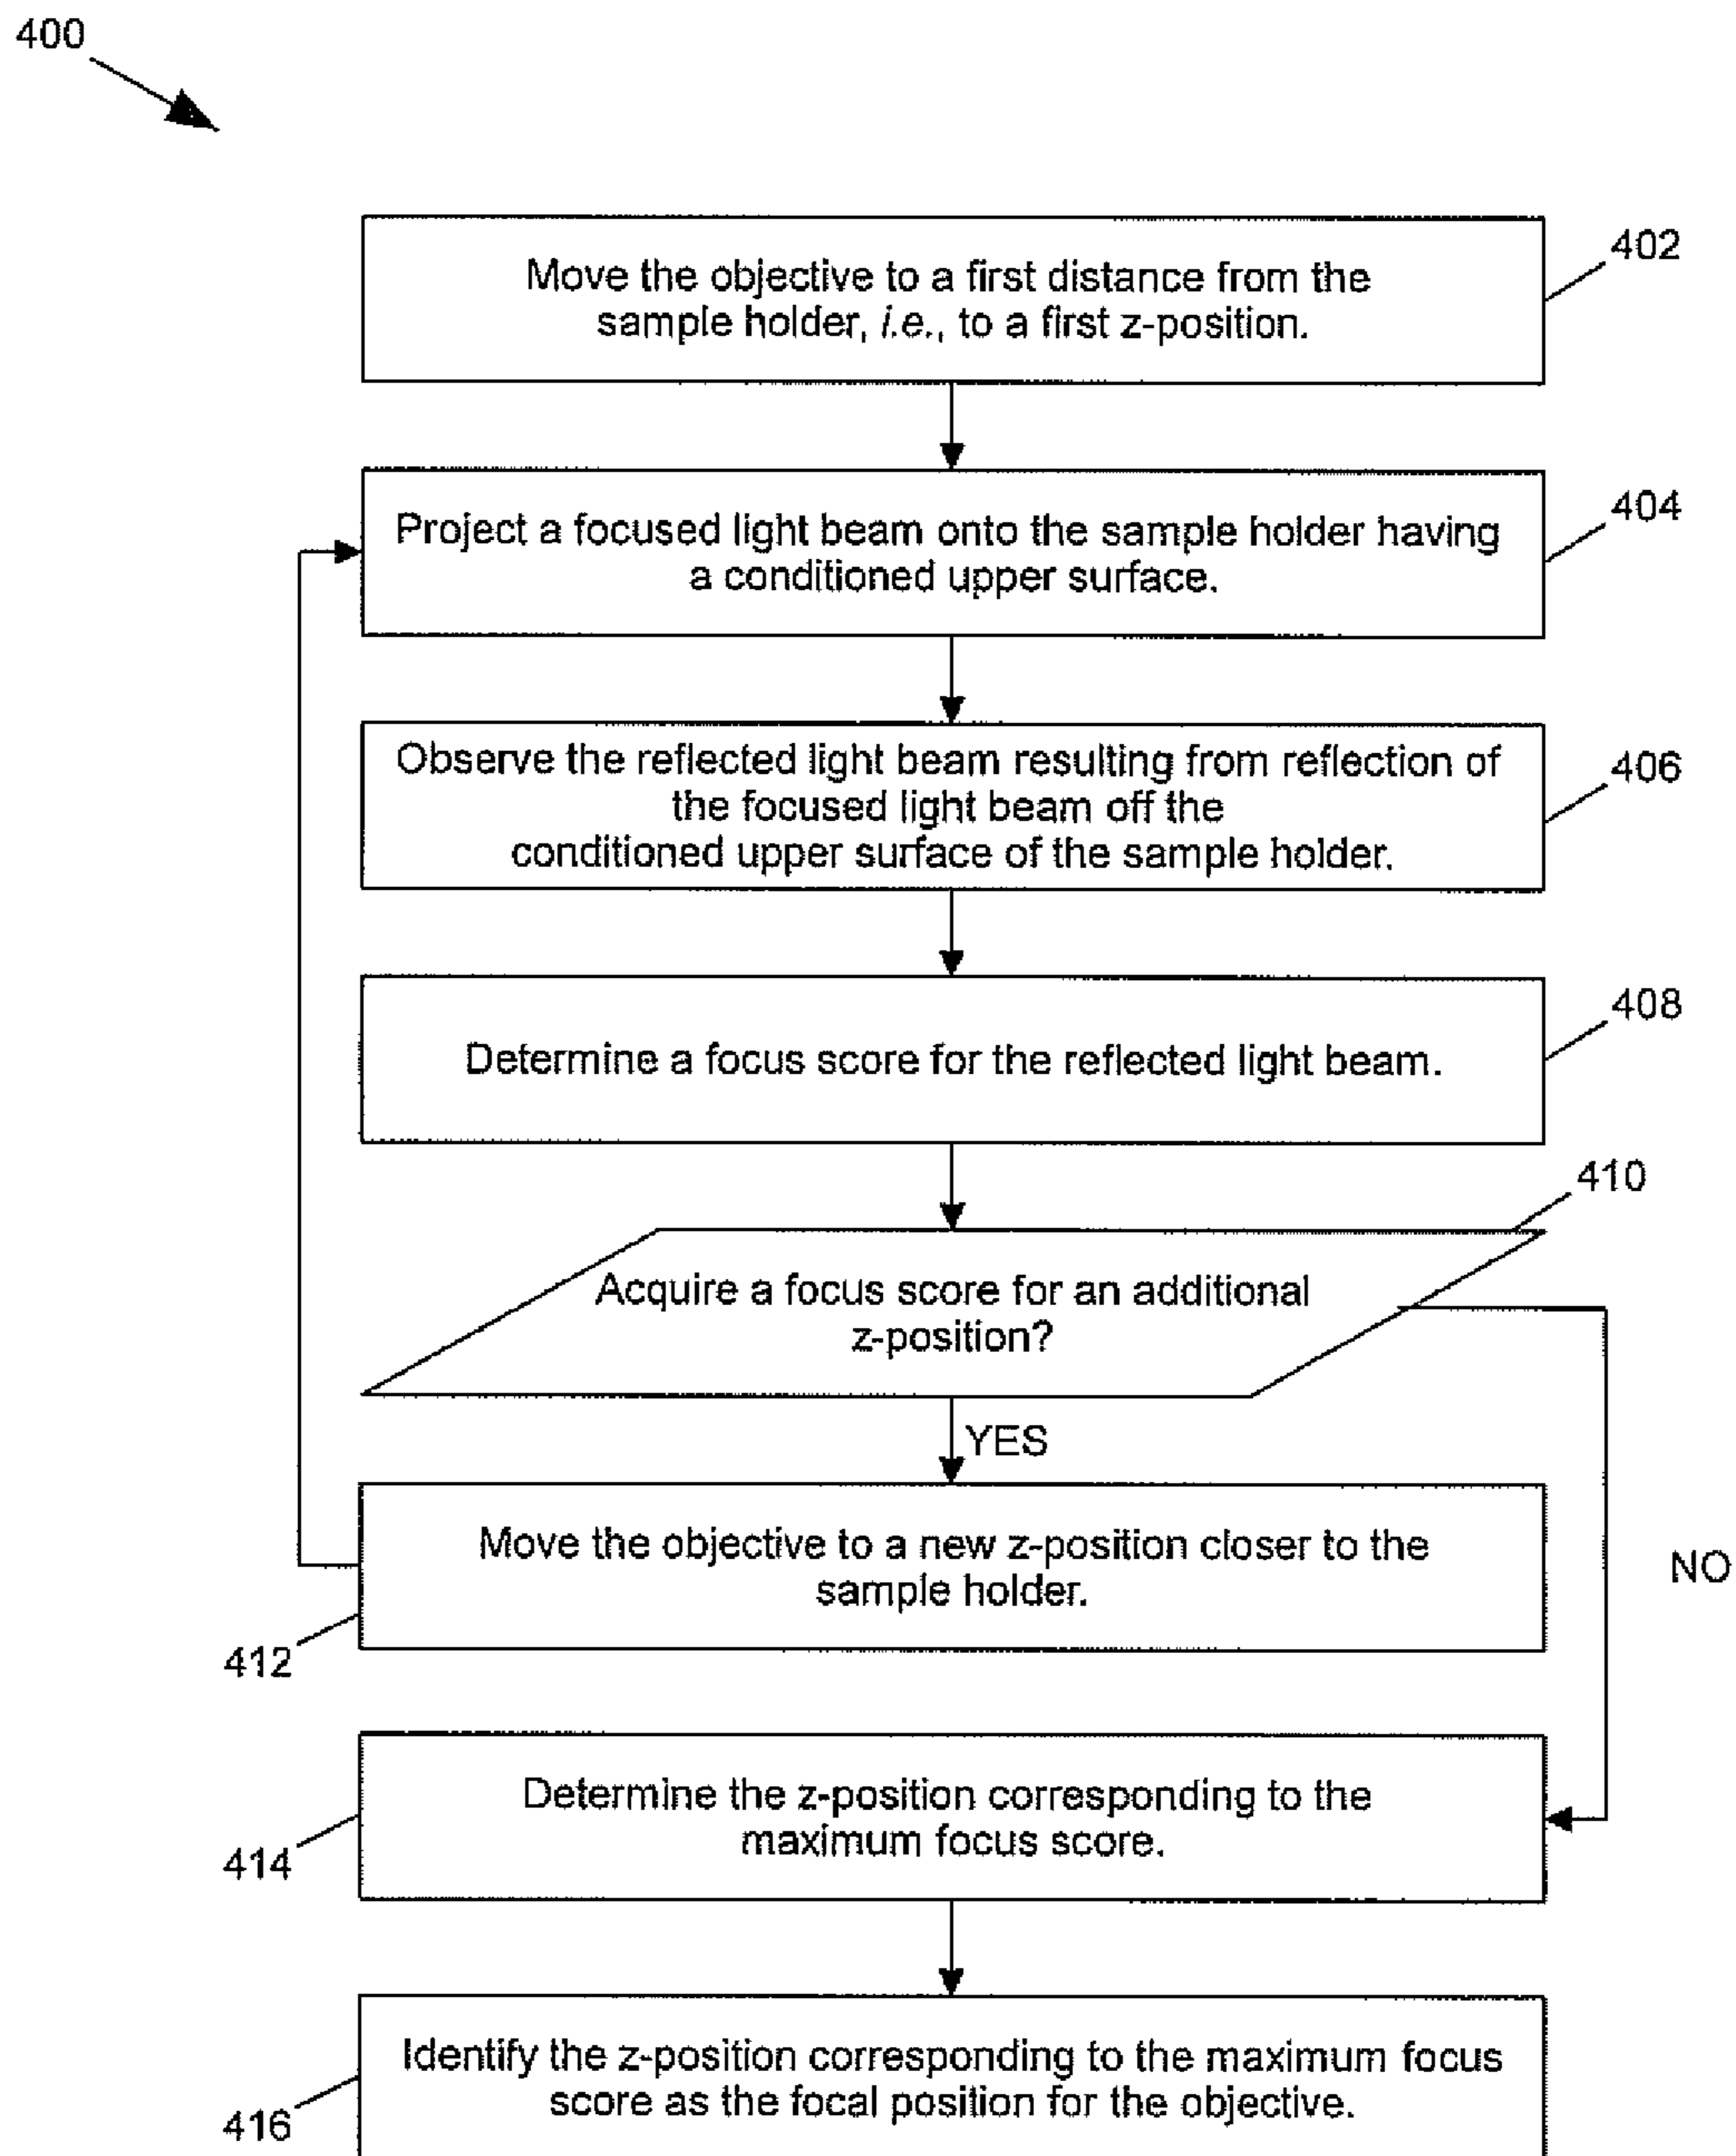 400
Move the objective to a first distance from the
sample holder, i.e., to a first z-position.
402
Project a focused light beam onto the sample holder having
a conditioned upper surface.
404
Observe the reflected light beam resulting from reflection of
the focused light beam off the
conditioned upper surface of the sample holder.
406
Determine a focus score for the reflected light beam.
408
410
Acquire a focus score for an additional
z-position?
YES
NO
Move the objective to a new z-position closer to the
sample holder.
412
Determine the z-position corresponding to the
maximum focus score.
414
Identify the z-position corresponding to the maximum focus
score as the focal position for the objective.
416